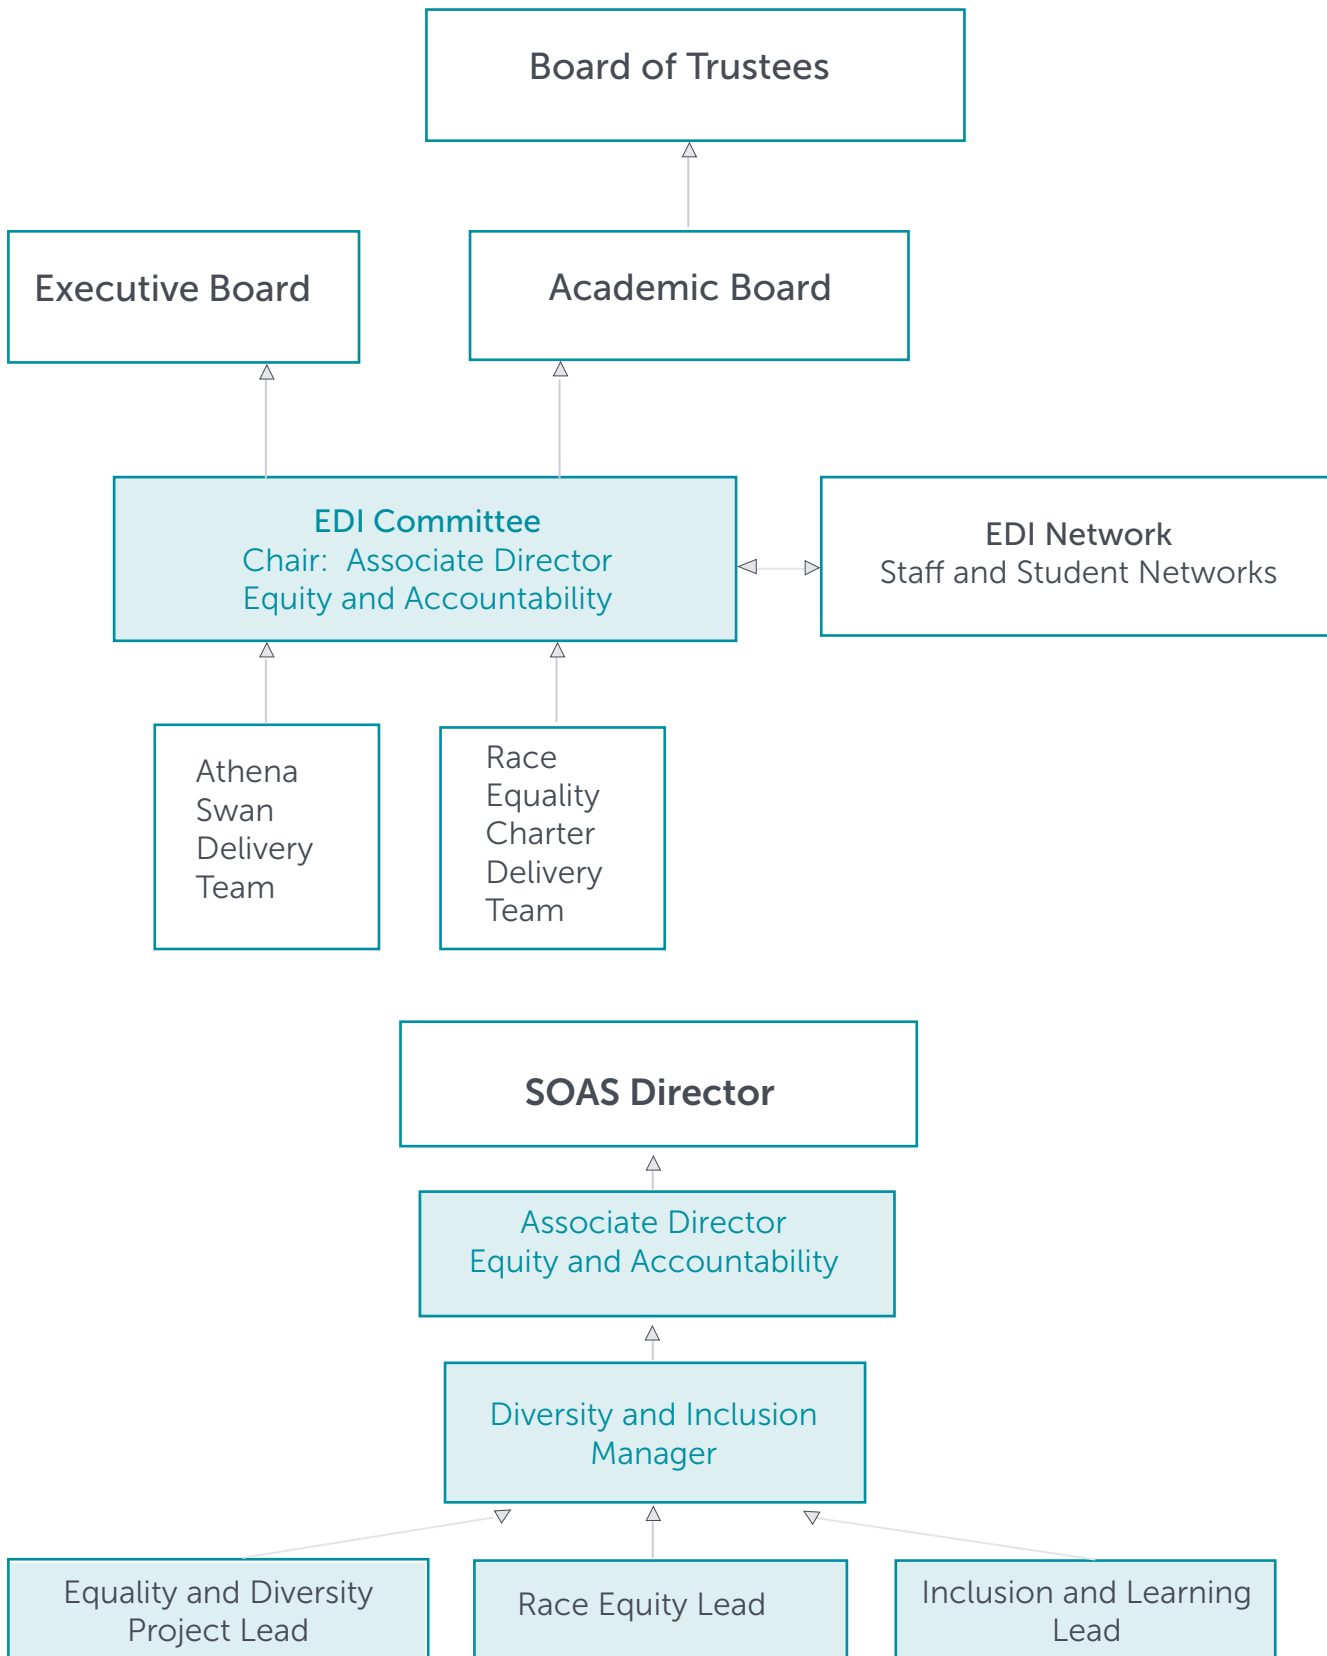 Board of Trustees
Executive Board
Academic Board
EDI Committee
Chair:  Associate Director
Equity and Accountability
EDI Network
Staff and Student Networks
Athena
Swan
Delivery
Team
Race
Equality
Charter
Delivery
Team
SOAS Director
Associate Director
Equity and Accountability
Diversity and Inclusion
Manager
Equality and Diversity
Project Lead
Race Equity Lead
Inclusion and Learning
Lead